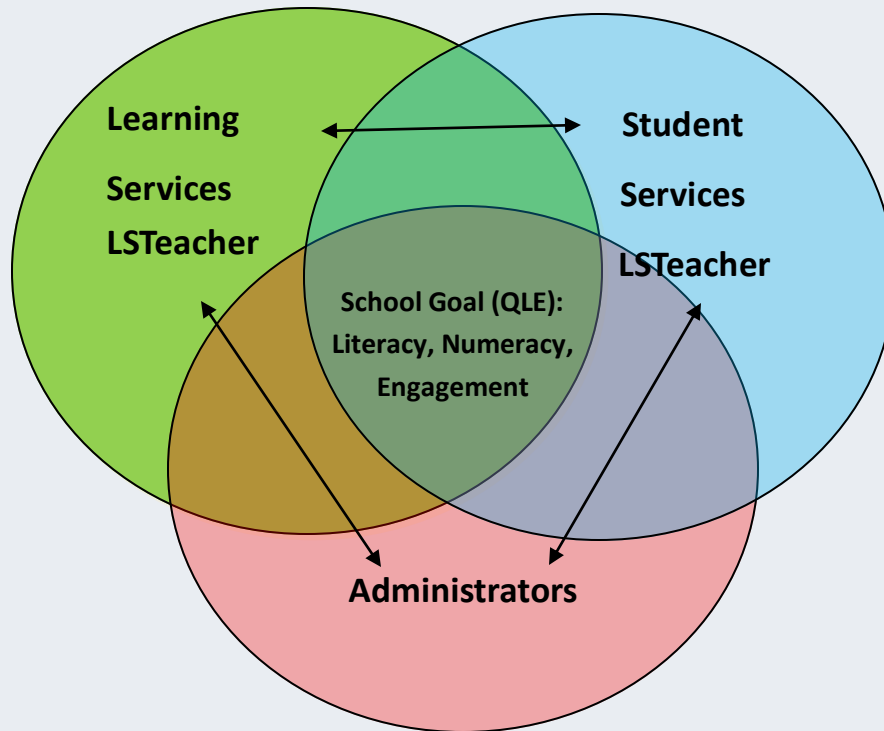 Learning
Services
LSTeacher
Student
Services
LSTeacher
School Goal (QLE):
Literacy, Numeracy,
Engagement
Administrators